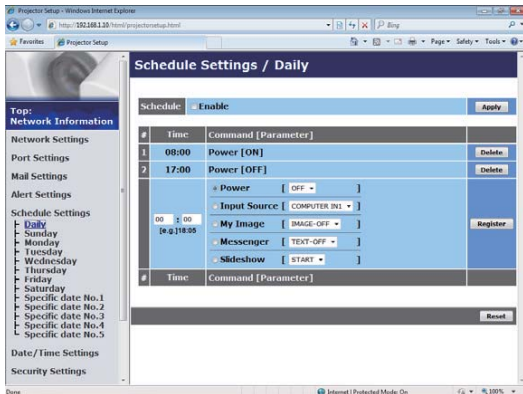 Projector Setup - Windows Internet Explorer
http://192.168.1.10/html/projectorsetup.html
Bing
Favorites Projector Setup
Page Safety Tools
Top:
Network Information
Network Settings
Port Settings
Mail Settings
Alert Settings
Schedule Settings
Daily
Sunday
Monday
Tuesday
Wednesday
Thursday
Friday
Saturday
Specific date No.1
Specific date No.2
Specific date No.3
Specific date No.4
Specific date No.5
Date/Time Settings
Security Settings
Schedule Settings / Daily
Schedule Enable Apply
# Time Command [Parameter]
1 08:00 Power [ON] Delete
2 17:00 Power [OFF] Delete
Power [ OFF ]
Input Source [ COMPUTER IN1 ]
00 : 00
[e.g.]18:05
My Image [ IMAGE-OFF ]
Register
Messenger [ TEXT-OFF ]
Slideshow [ START ]
# Time Command [Parameter]
Reset
Done Internet | Protected Mode: On 100%